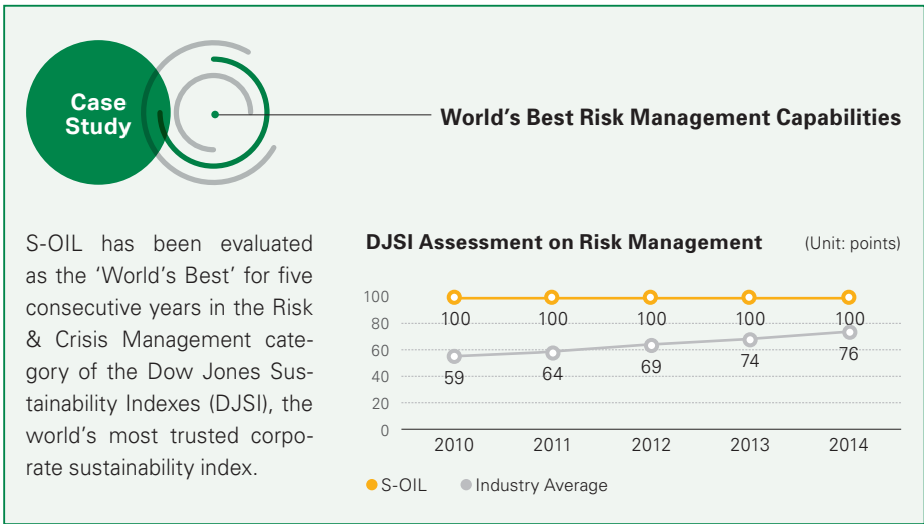 Case
Study
World's Best Risk Management Capabilities
S-OIL has been evaluated
as the 'World's Best' for five
consecutive years in the Risk
& Crisis Management cate-
gory of the Dow Jones Sus-
tainability Indexes (DJSI), the
world's most trusted corpo-
rate sustainability index.
DJSI Assessment on Risk Management (Unit: points)
100
100 100 100 100 100
80
60
59 64 69 74 76
40
20
0
2010 2011 2012 2013 2014
S-OIL Industry Average